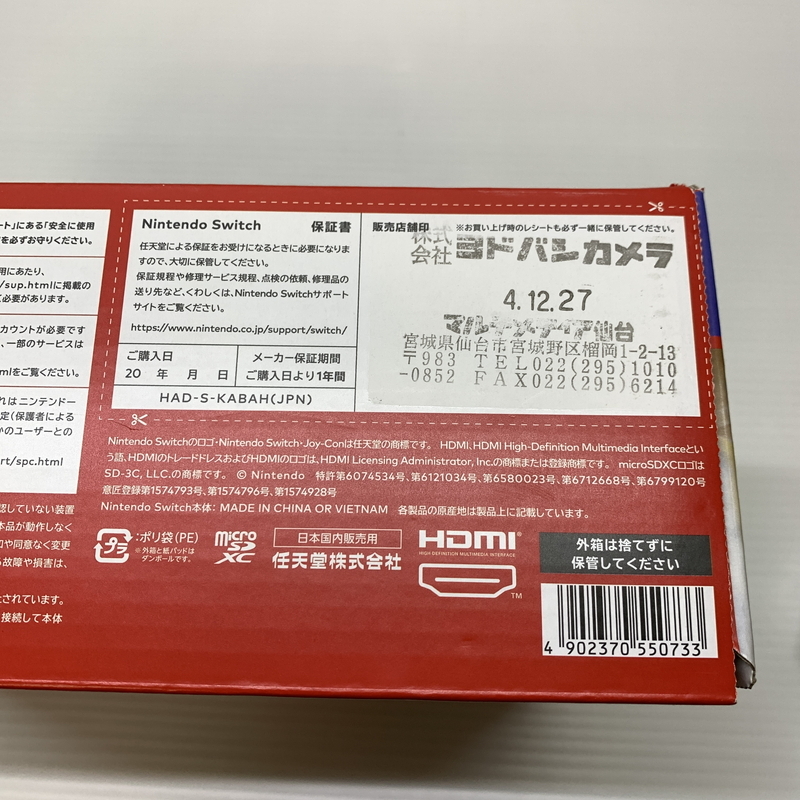 ート」にある「安全に使用
を必ずお守りください。
用にあたり、
/sup.htmlに掲載の
く必要があります。
カウントが必要です
、一部のサービスは
mlをご覧ください。
れは ニンテンドー
定(保護者による
かのユーザーとの
rt/spc.html
認していない装置
本品が動作しなく
や同意なく変更
る故障や損害は、
されています。
接続して本体
Nintendo Switch 保証書
任天堂による保証をお受けになるときに必要になりま
すので、大切に保管してください。
保証規程や修理サービス規程、点検の依頼、修理品の
送り先など、くわしくは、Nintendo Switchサポート
サイトをご覧ください。
https://www.nintendo.co.jp/support/switch/
ご購入日
20 年 月 日
メーカー保証期間
ご購入日より1年間
HAD-S-KABAH(JPN)
販売店舗印 ※お買い上げ時のレシートも必ず一緒に保管してください。
株式会社 ヨドバシカメラ
4.12.27
マルチメディア仙台
宮城県仙台市宮城野区榴岡1-2-13
〒983 TEL022(295)1010
-0852 FAX022(295)6214
Nintendo Switchのロゴ・Nintendo Switch・Joy-Conは任天堂の商標です。 HDMI、HDMI High-Definition Multimedia Interfaceとい
う語、HDMIのトレードドレスおよびHDMIのロゴは、HDMI Licensing Administrator, Inc.の商標または登録商標です。 microSDXCロゴは
SD-3C, LLC.の商標です。 © Nintendo 特許第6074534号、第6121034号、第6580023号、第6712668号、第6799120号
意匠登録第1574793号、第1574796号、第1574928号
Nintendo Switch本体: MADE IN CHINA OR VIETNAM 各製品の原産地は製品上に記載しています。
プラ
:ポリ袋(PE)
※外箱と紙パッドは
ダンボールです。
micro
SD
XC
日本国内販売用
任天堂株式会社
HDMI®
HIGH-DEFINITION MULTIMEDIA INTERFACE
TM
外箱は捨てずに
保管してください
4 902370 550733